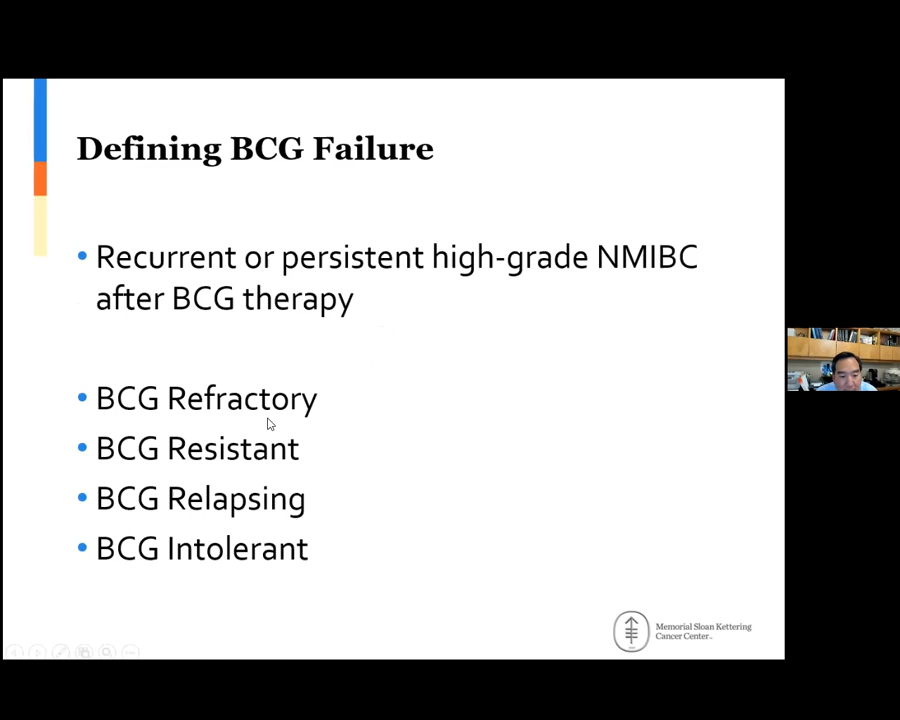 Defining BCG Failure
• Recurrent or persistent high-grade NMIBC
after BCG therapy
• BCG Refractory
• BCG Resistant
• BCG Relapsing
• BCG Intolerant
Memorial Sloan Kettering
Cancer Center